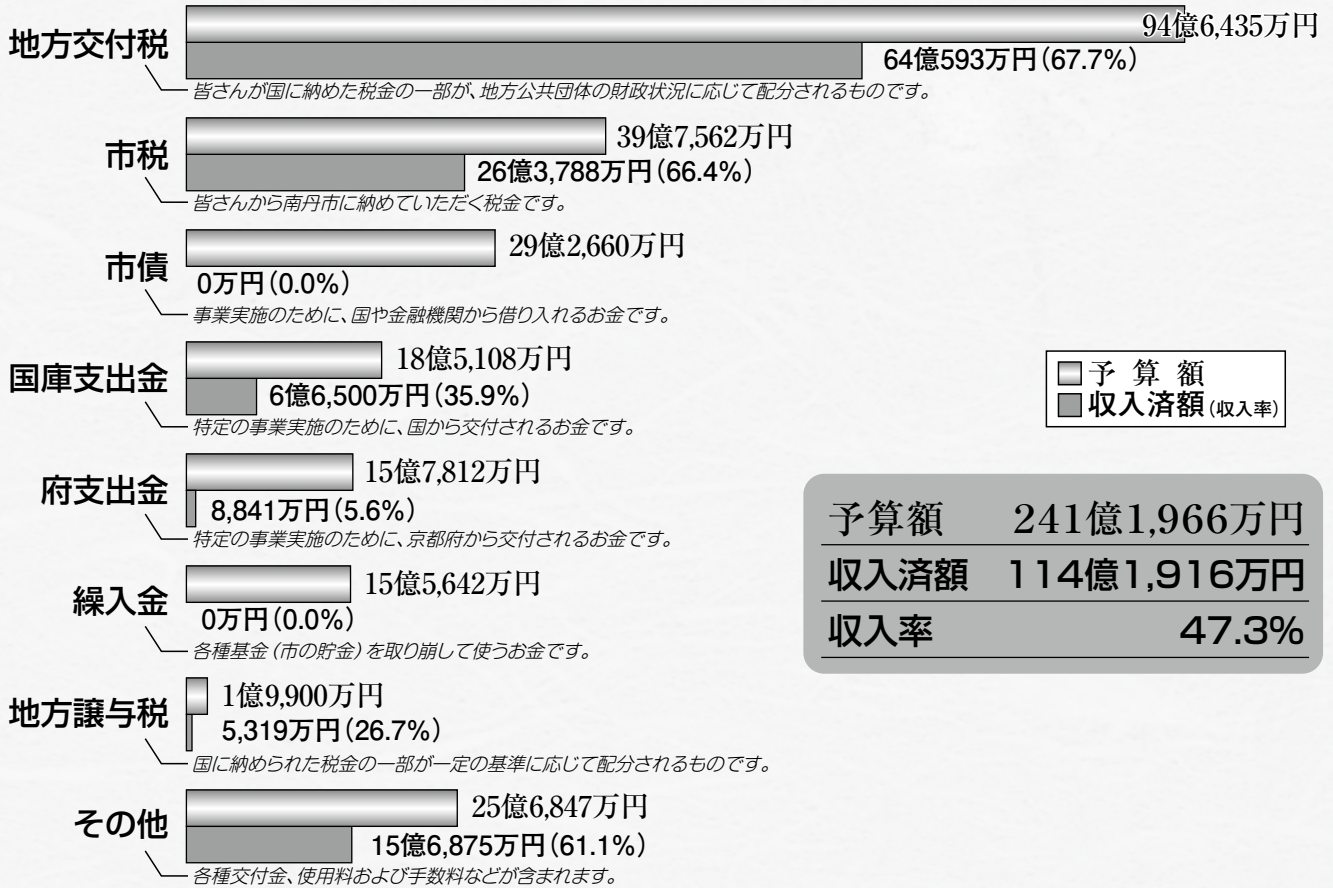 地方交付税
94億6,435万円
64億593万円(67.7%)
皆さんが国に納めた税金の一部が、地方公共団体の財政状況に応じて配分されるものです。
市税
39億7,562万円
26億3,788万円(66.4%)
皆さんから南丹市に納めていただく税金です。
市債
29億2,660万円
0万円(0.0%)
事業実施のために、国や金融機関から借り入れるお金です。
国庫支出金
18億5,108万円
6億6,500万円(35.9%)
特定の事業実施のために、国から交付されるお金です。
府支出金
15億7,812万円
8,841万円(5.6%)
特定の事業実施のために、京都府から交付されるお金です。
繰入金
15億5,642万円
0万円(0.0%)
各種基金(市の貯金)を取り崩して使うお金です。
地方譲与税
1億9,900万円
5,319万円(26.7%)
国に納められた税金の一部が一定の基準に応じて配分されるものです。
その他
25億6,847万円
15億6,875万円(61.1%)
各種交付金、使用料および手数料などが含まれます。
予算額
収入済額(収入率)
予算額 241億1,966万円
収入済額 114億1,916万円
収入率 47.3%